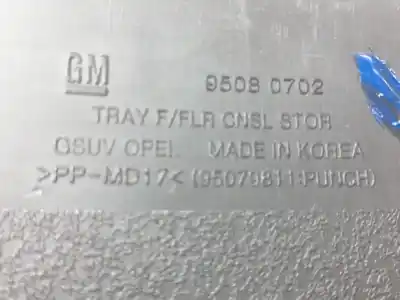 GM 9508 0702
TRAY F/FLR CNSL STOR
GSUV OPEL MADE IN KOREA
>PP-MD17< (95079811:PUNCH)